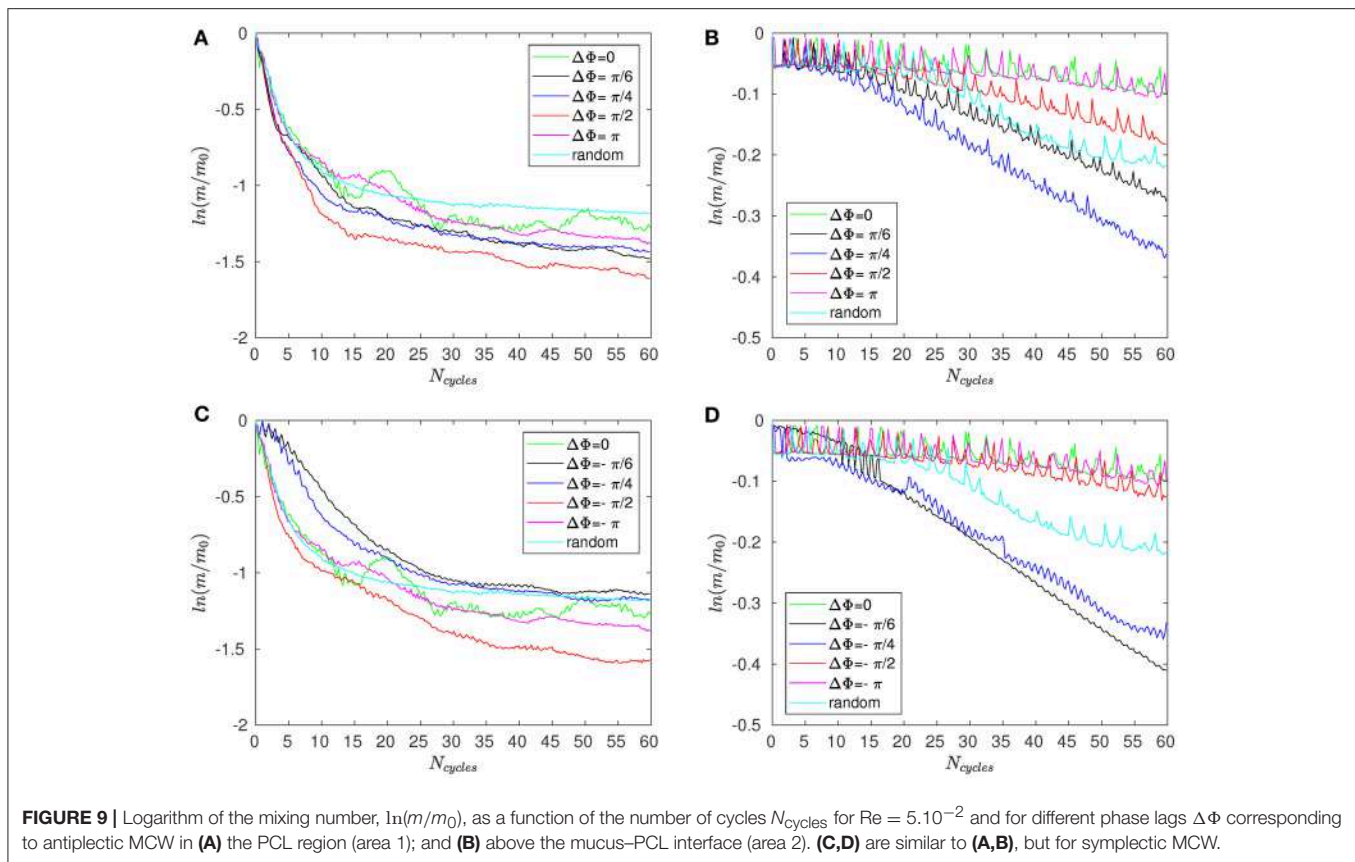 A
0
-0.5
-1
-1.5
-2
ln(m/m0)
0 5 10 15 20 25 30 35 40 45 50 55 60
Ncycles
ΔΦ=0
ΔΦ= π/6
ΔΦ= π/4
ΔΦ= π/2
ΔΦ= π
random
B
0
-0.1
-0.2
-0.3
-0.4
-0.5
ln(m/m0)
0 5 10 15 20 25 30 35 40 45 50 55 60
Ncycles
ΔΦ=0
ΔΦ= π/6
ΔΦ= π/4
ΔΦ= π/2
ΔΦ= π
random
C
0
-0.5
-1
-1.5
-2
ln(m/m0)
0 5 10 15 20 25 30 35 40 45 50 55 60
Ncycles
ΔΦ=0
ΔΦ=- π/6
ΔΦ=- π/4
ΔΦ=- π/2
ΔΦ=- π
random
D
0
-0.1
-0.2
-0.3
-0.4
-0.5
ln(m/m0)
0 5 10 15 20 25 30 35 40 45 50 55 60
Ncycles
ΔΦ=0
ΔΦ=- π/6
ΔΦ=- π/4
ΔΦ=- π/2
ΔΦ=- π
random
FIGURE 9 | Logarithm of the mixing number, ln(m/m0), as a function of the number of cycles Ncycles for Re = 5.10−2 and for different phase lags ΔΦ corresponding
to antiplectic MCW in (A) the PCL region (area 1); and (B) above the mucus–PCL interface (area 2). (C,D) are similar to (A,B), but for symplectic MCW.